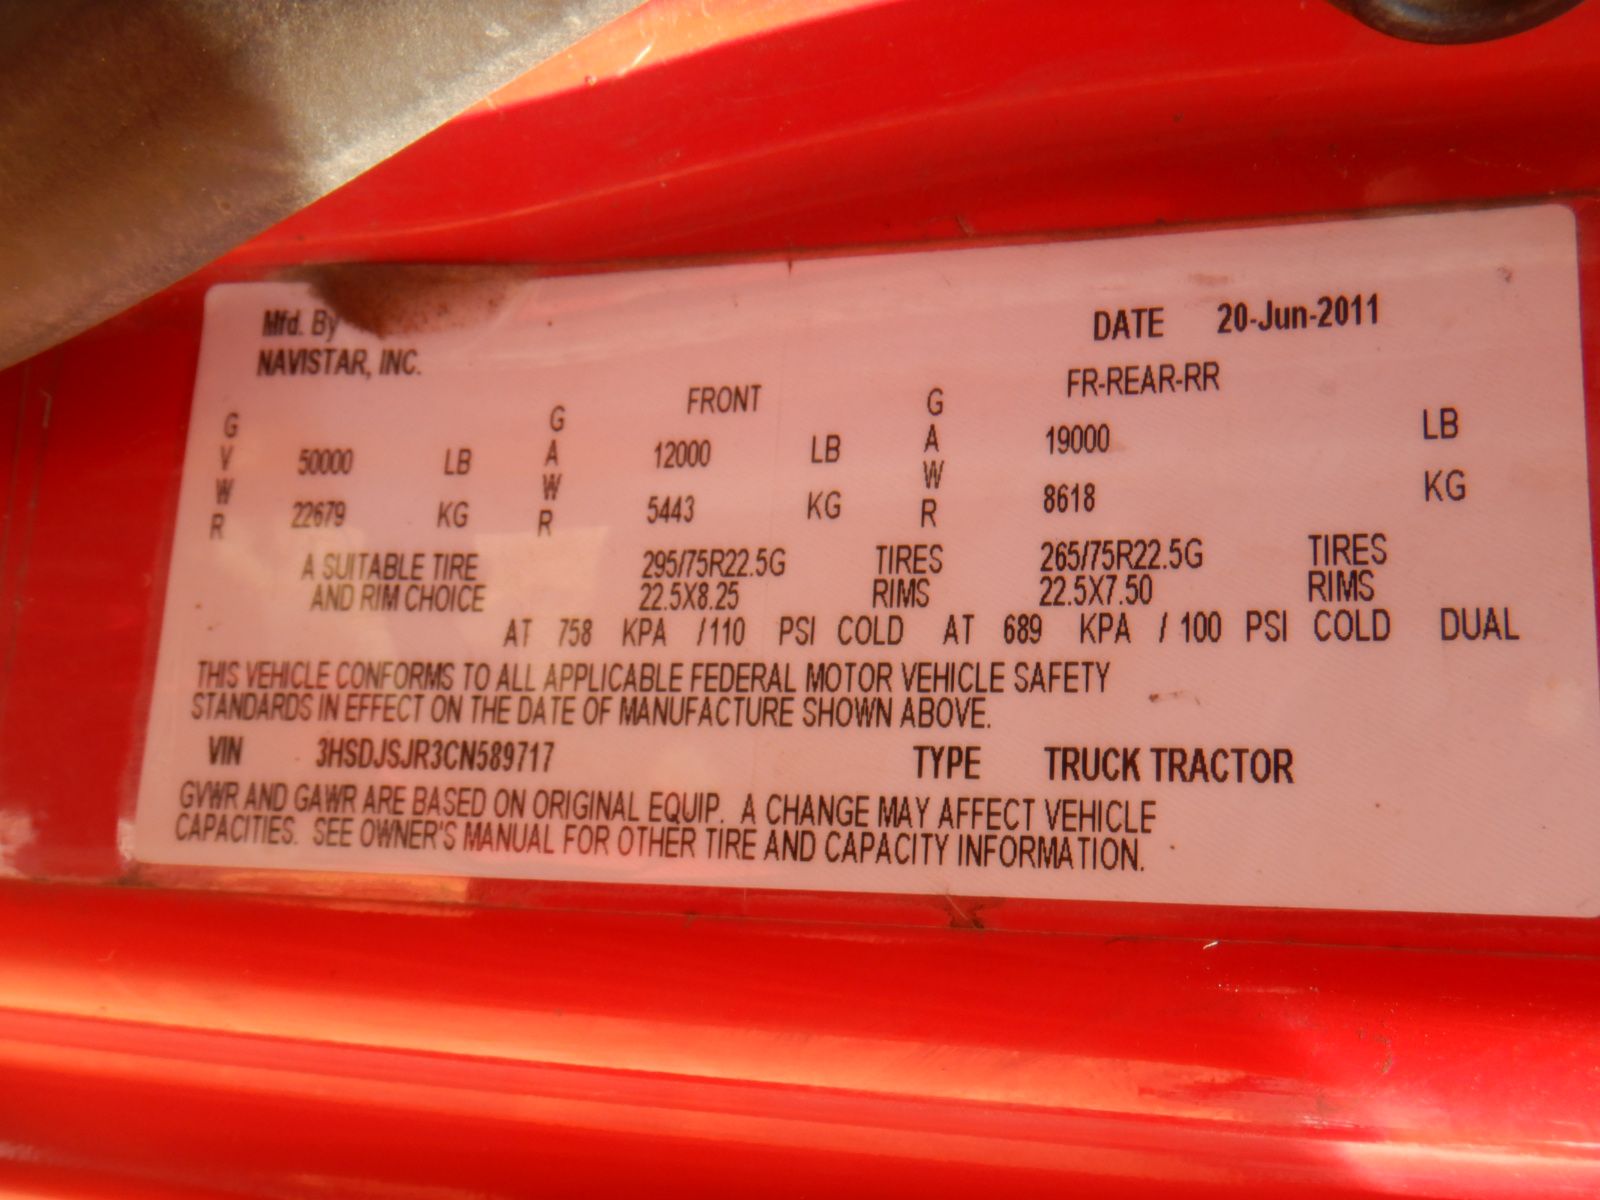 Mfd. By
NAVISTAR, INC.
DATE 20-Jun-2011
FRONT FR-REAR-RR
GVWR 50000 LB GAWR 12000 LB GAWR 19000 LB
22679 KG 5443 KG 8618 KG
A SUITABLE TIRE 295/75R22.5G TIRES 265/75R22.5G TIRES
AND RIM CHOICE 22.5X8.25 RIMS 22.5X7.50 RIMS
AT 758 KPA /110 PSI COLD AT 689 KPA / 100 PSI COLD DUAL
THIS VEHICLE CONFORMS TO ALL APPLICABLE FEDERAL MOTOR VEHICLE SAFETY
STANDARDS IN EFFECT ON THE DATE OF MANUFACTURE SHOWN ABOVE.
VIN 3HSDJSJR3CN589717 TYPE TRUCK TRACTOR
GVWR AND GAWR ARE BASED ON ORIGINAL EQUIP. A CHANGE MAY AFFECT VEHICLE
CAPACITIES. SEE OWNER'S MANUAL FOR OTHER TIRE AND CAPACITY INFORMATION.